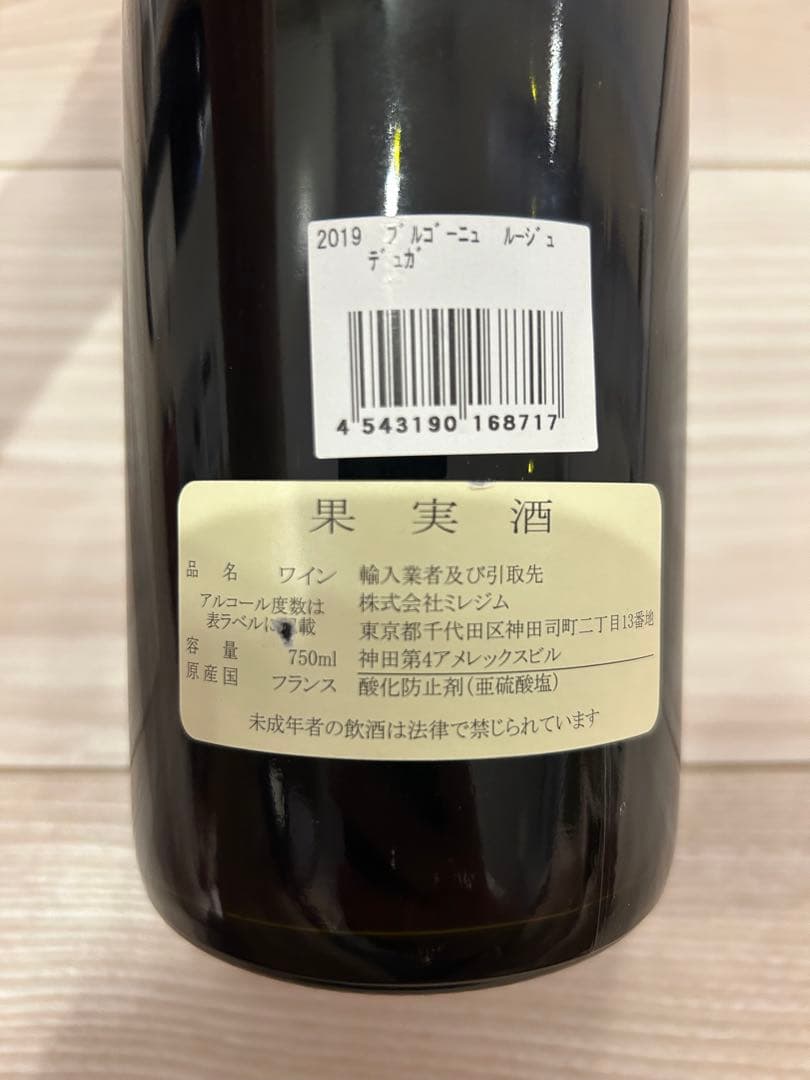 2019 ﾌﾞﾙｺﾞｰﾆｭ ﾙｰｼﾞｭ
ﾃﾞｭｶﾞ
4 543190 168717
果実酒
品名 ワイン
アルコール度数は
表ラベルに記載
容量 750ml
原産国 フランス
輸入業者及び引取先
株式会社ミレジム
東京都千代田区神田司町二丁目13番地
神田第4アメレックスビル
酸化防止剤(亜硫酸塩)
未成年者の飲酒は法律で禁じられています